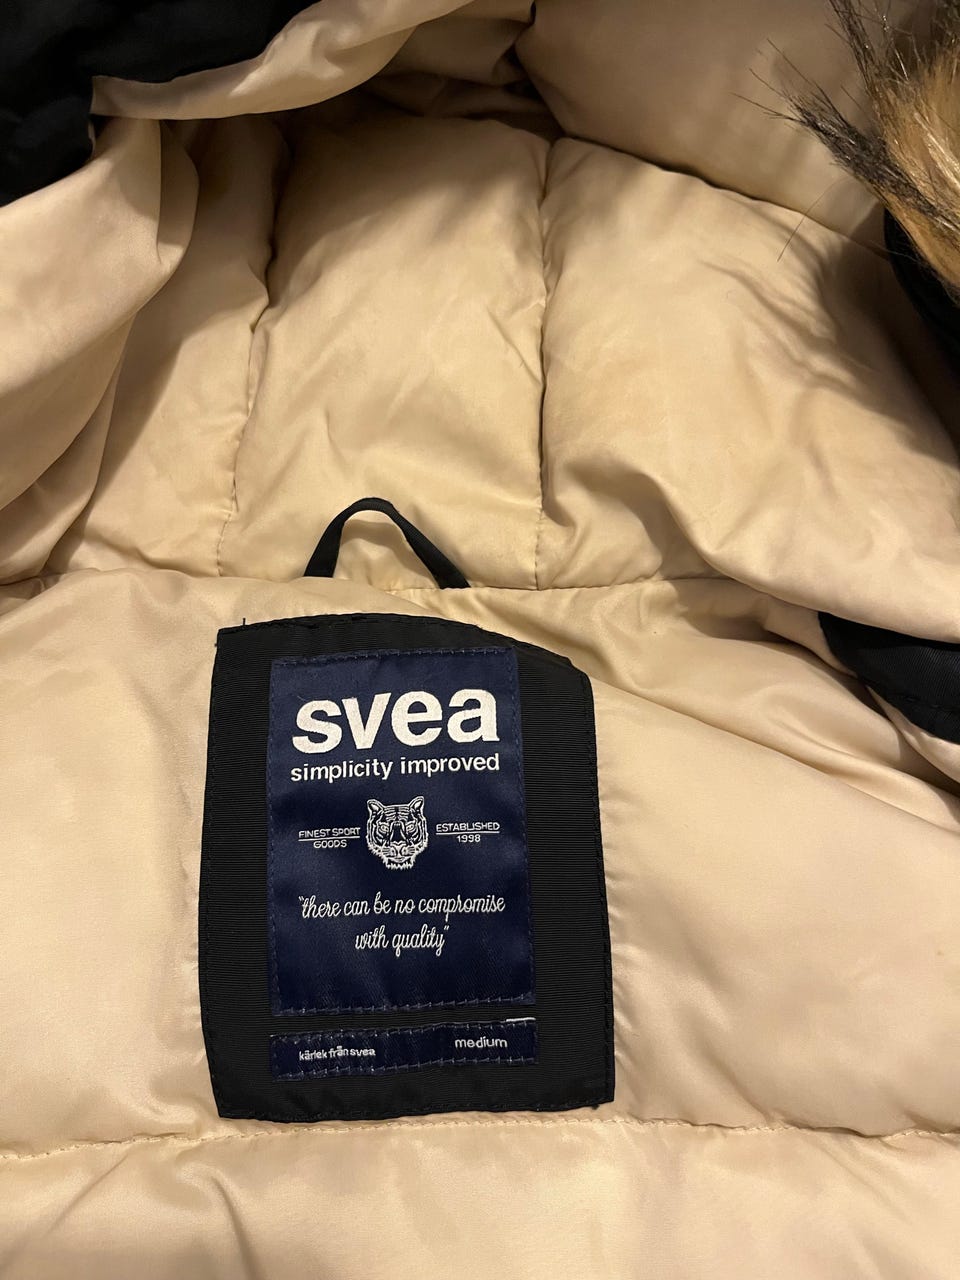 svea
simplicity improved
FINEST SPORT
GOODS
ESTABLISHED
1998
"there can be no compromise
with quality"
kärlek från svea
medium